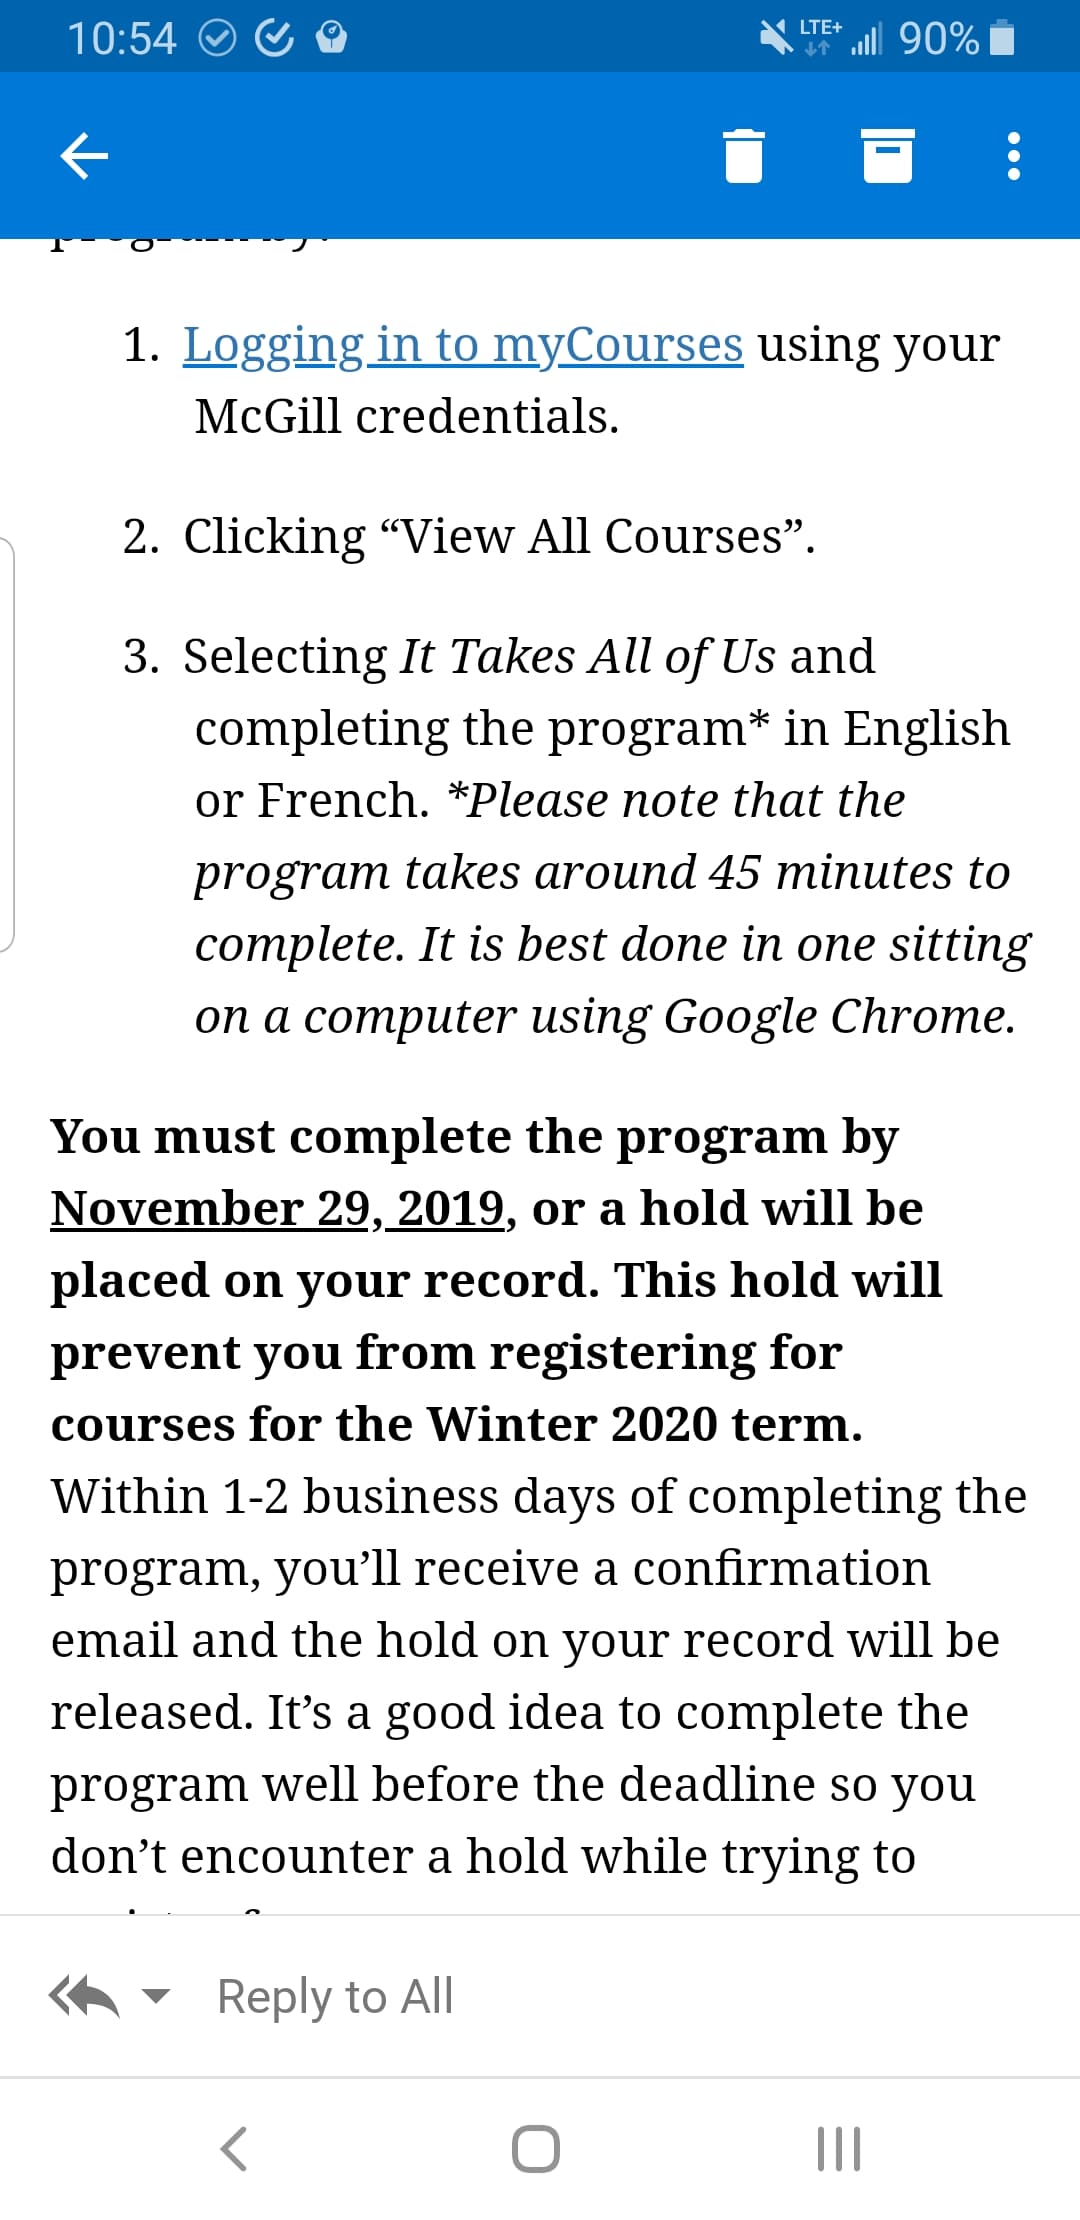 10:54 LTE+ 90%
program by:
1. Logging in to myCourses using your
McGill credentials.
2. Clicking “View All Courses”.
3. Selecting It Takes All of Us and
completing the program* in English
or French. *Please note that the
program takes around 45 minutes to
complete. It is best done in one sitting
on a computer using Google Chrome.
You must complete the program by
November 29, 2019, or a hold will be
placed on your record. This hold will
prevent you from registering for
courses for the Winter 2020 term.
Within 1-2 business days of completing the
program, you’ll receive a confirmation
email and the hold on your record will be
released. It’s a good idea to complete the
program well before the deadline so you
don’t encounter a hold while trying to
Reply to All